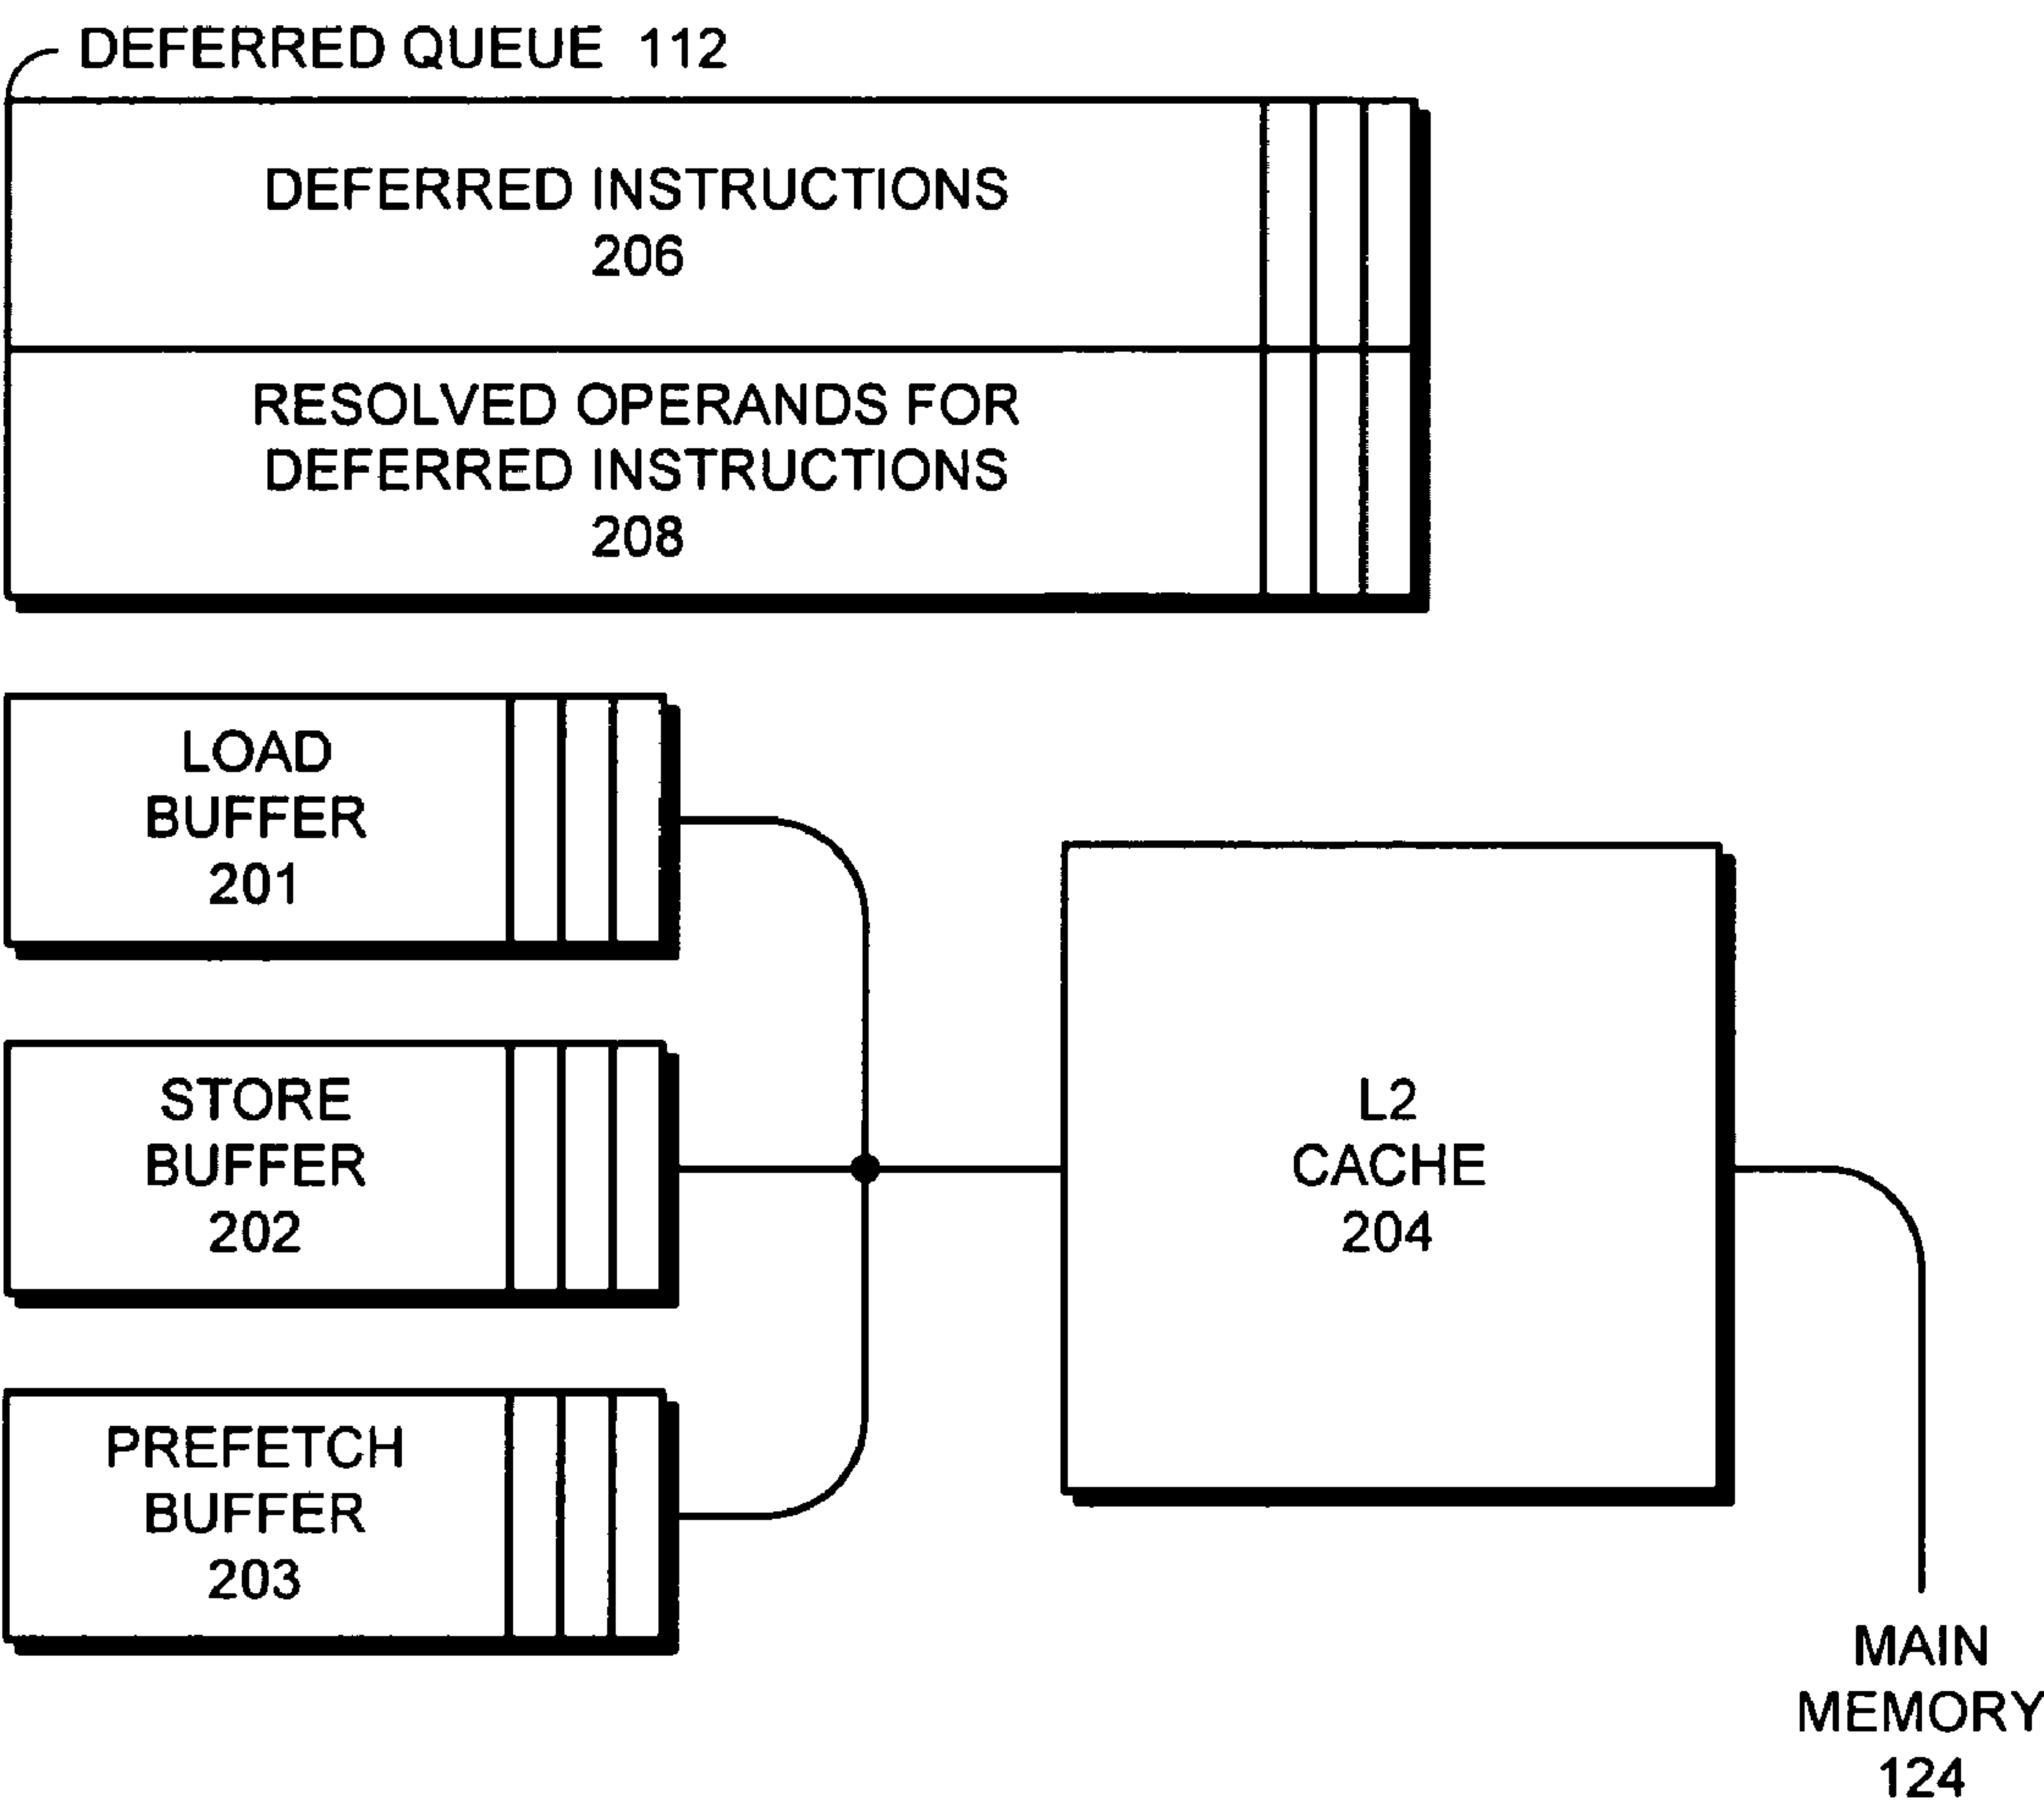 DEFERRED QUEUE 112
DEFERRED INSTRUCTIONS
206
RESOLVED OPERANDS FOR
DEFERRED INSTRUCTIONS
208
LOAD
BUFFER
201
STORE
BUFFER
202
PREFETCH
BUFFER
203
L2
CACHE
204
MAIN
MEMORY
124